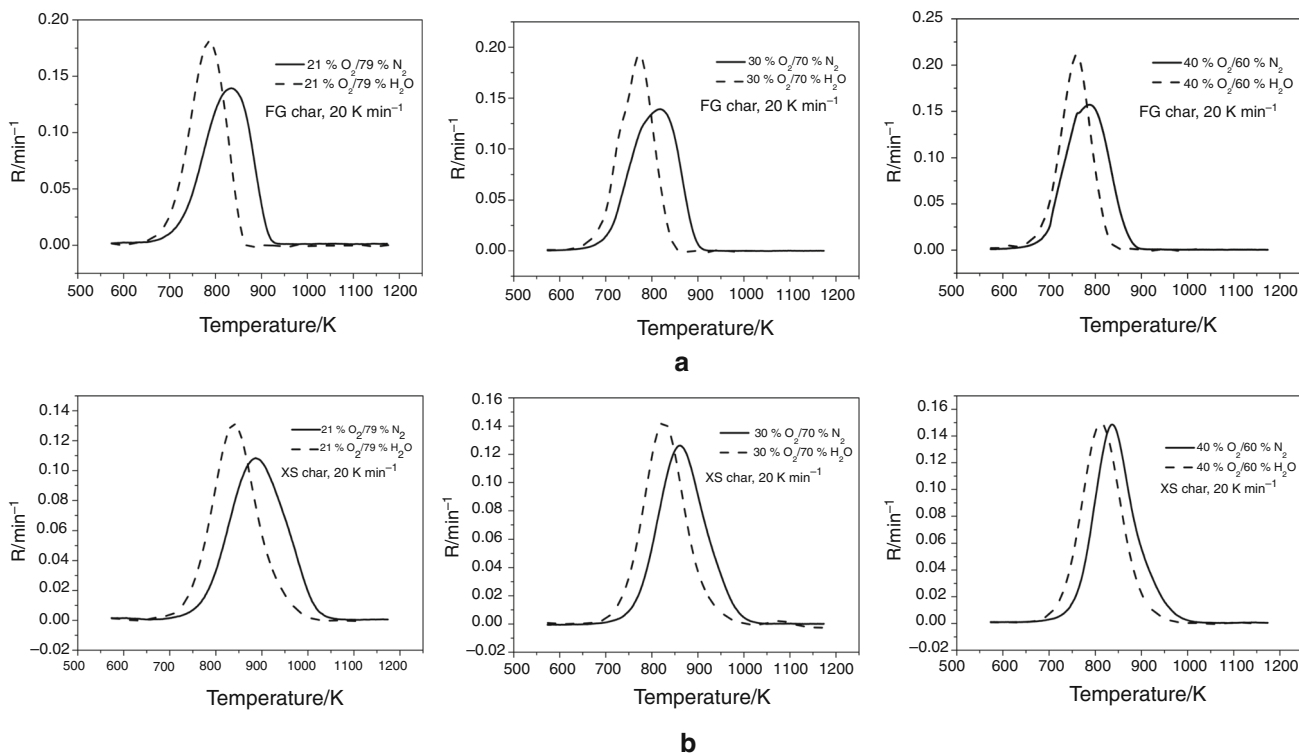 0.20
0.15
0.10
0.05
0.00
R/min⁻¹
21 % O₂/79 % N₂
21 % O₂/79 % H₂O
FG char, 20 K min⁻¹
500 600 700 800 900 1000 1100 1200
Temperature/K
0.20
0.15
0.10
0.05
0.00
R/min⁻¹
30 % O₂/70 % N₂
30 % O₂/70 % H₂O
FG char, 20 K min⁻¹
500 600 700 800 900 1000 1100 1200
Temperature/K
0.25
0.20
0.15
0.10
0.05
0.00
R/min⁻¹
40 % O₂/60 % N₂
40 % O₂/60 % H₂O
FG char, 20 K min⁻¹
500 600 700 800 900 1000 1100 1200
Temperature/K
a
0.14
0.12
0.10
0.08
0.06
0.04
0.02
0.00
–0.02
R/min⁻¹
21 % O₂/79 % N₂
21 % O₂/79 % H₂O
XS char, 20 K min⁻¹
500 600 700 800 900 1000 1100 1200
Temperature/K
0.16
0.14
0.12
0.10
0.08
0.06
0.04
0.02
0.00
–0.02
R/min⁻¹
30 % O₂/70 % N₂
30 % O₂/70 % H₂O
XS char, 20 K min⁻¹
500 600 700 800 900 1000 1100 1200
Temperature/K
0.16
0.14
0.12
0.10
0.08
0.06
0.04
0.02
0.00
–0.02
R/min⁻¹
40 % O₂/60 % N₂
40 % O₂/60 % H₂O
XS char, 20 K min⁻¹
500 600 700 800 900 1000 1100 1200
Temperature/K
b